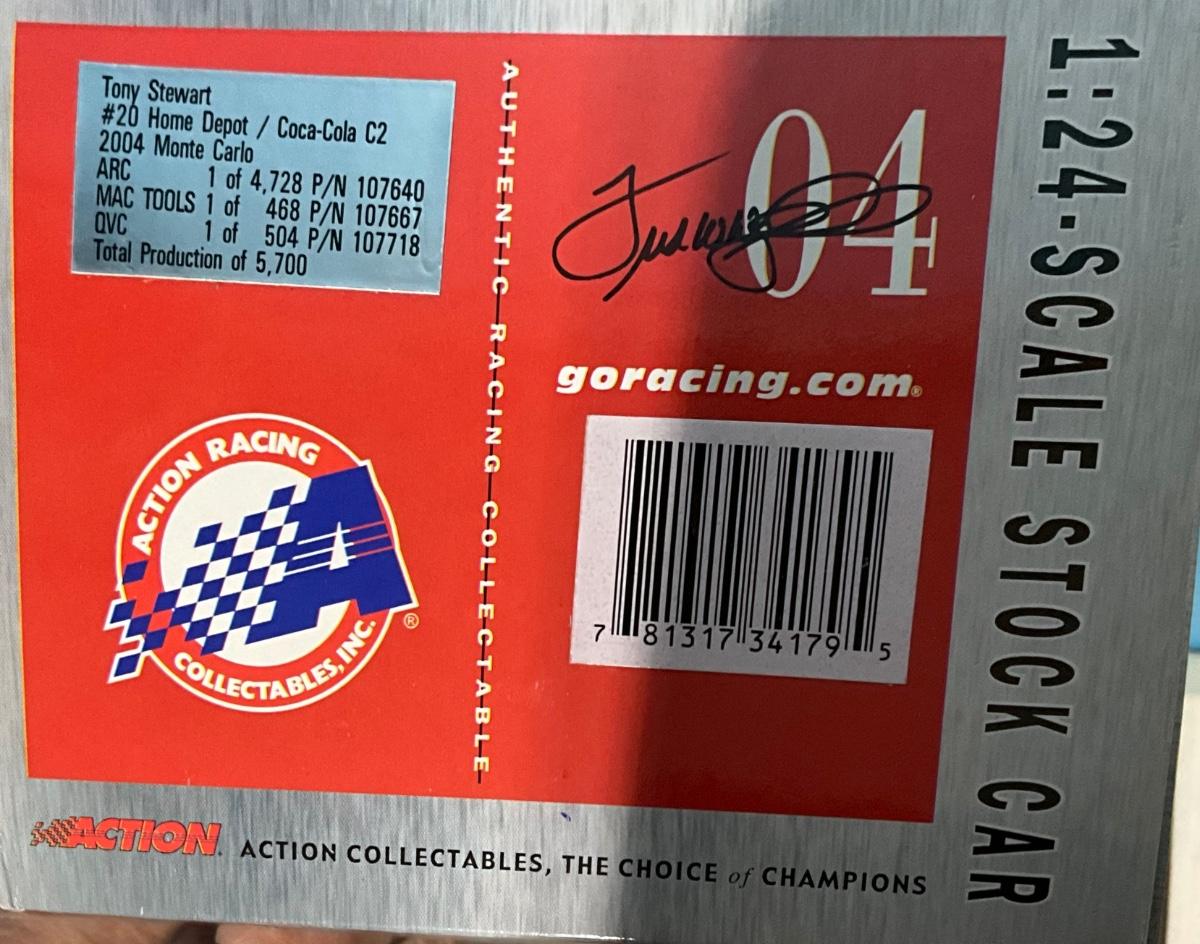 Tony Stewart
#20 Home Depot / Coca-Cola C2
2004 Monte Carlo
ARC 1 of 4,728 P/N 107640
MAC TOOLS 1 of 468 P/N 107667
QVC 1 of 504 P/N 107718
Total Production of 5,700
AUTHENTIC RACING COLLECTABLE
04
goracing.com®
7 81317 34179 5
ACTION RACING
COLLECTABLES, INC.
®
1:24-SCALE STOCK CAR
ACTION.
ACTION COLLECTABLES, THE CHOICE of CHAMPIONS